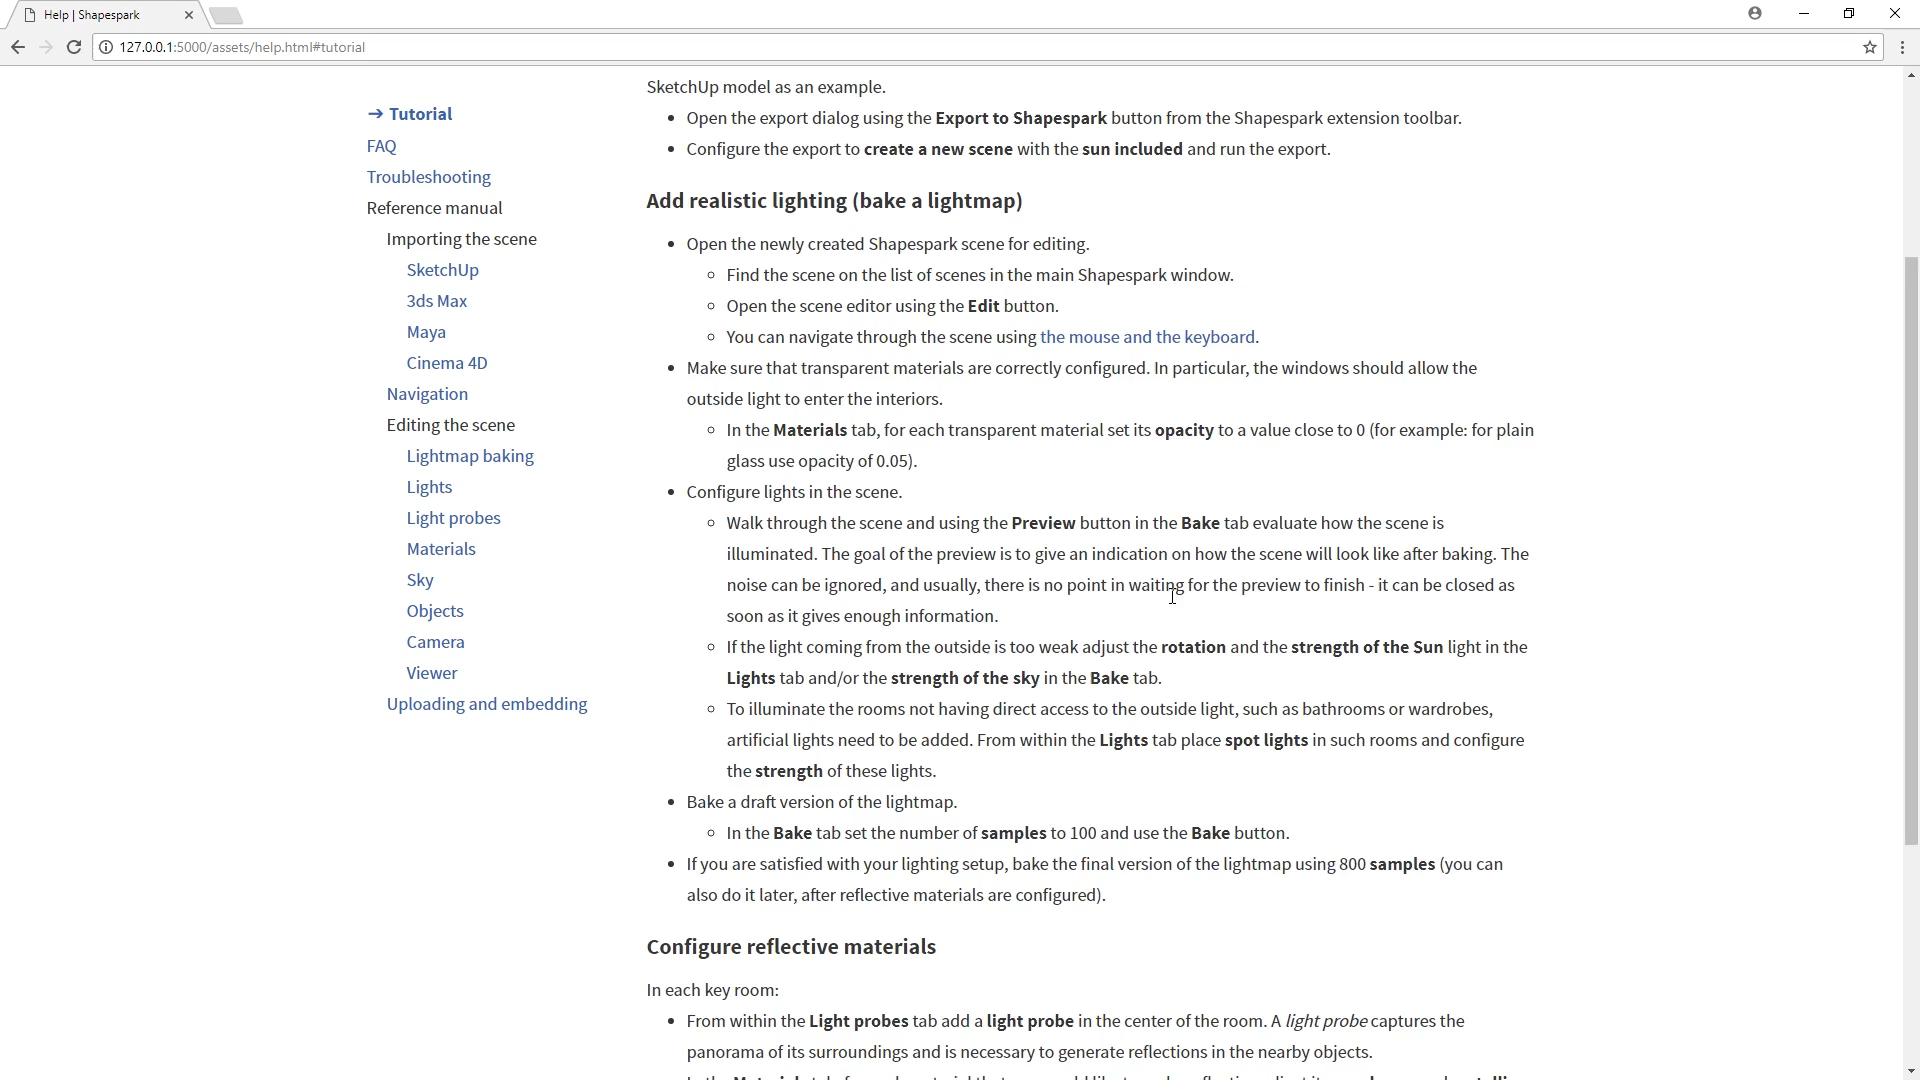 Help | Shapespark
127.0.0.1:5000/assets/help.html#tutorial
➔ Tutorial
FAQ
Troubleshooting
Reference manual
Importing the scene
SketchUp
3ds Max
Maya
Cinema 4D
Navigation
Editing the scene
Lightmap baking
Lights
Light probes
Materials
Sky
Objects
Camera
Viewer
Uploading and embedding
SketchUp model as an example.
Open the export dialog using the Export to Shapespark button from the Shapespark extension toolbar.
Configure the export to create a new scene with the sun included and run the export.
Add realistic lighting (bake a lightmap)
Open the newly created Shapespark scene for editing.
Find the scene on the list of scenes in the main Shapespark window.
Open the scene editor using the Edit button.
You can navigate through the scene using the mouse and the keyboard.
Make sure that transparent materials are correctly configured. In particular, the windows should allow the
outside light to enter the interiors.
In the Materials tab, for each transparent material set its opacity to a value close to 0 (for example: for plain
glass use opacity of 0.05).
Configure lights in the scene.
Walk through the scene and using the Preview button in the Bake tab evaluate how the scene is
illuminated. The goal of the preview is to give an indication on how the scene will look like after baking. The
noise can be ignored, and usually, there is no point in waiting for the preview to finish - it can be closed as
soon as it gives enough information.
If the light coming from the outside is too weak adjust the rotation and the strength of the Sun light in the
Lights tab and/or the strength of the sky in the Bake tab.
To illuminate the rooms not having direct access to the outside light, such as bathrooms or wardrobes,
artificial lights need to be added. From within the Lights tab place spot lights in such rooms and configure
the strength of these lights.
Bake a draft version of the lightmap.
In the Bake tab set the number of samples to 100 and use the Bake button.
If you are satisfied with your lighting setup, bake the final version of the lightmap using 800 samples (you can
also do it later, after reflective materials are configured).
Configure reflective materials
In each key room:
From within the Light probes tab add a light probe in the center of the room. A light probe captures the
panorama of its surroundings and is necessary to generate reflections in the nearby objects.